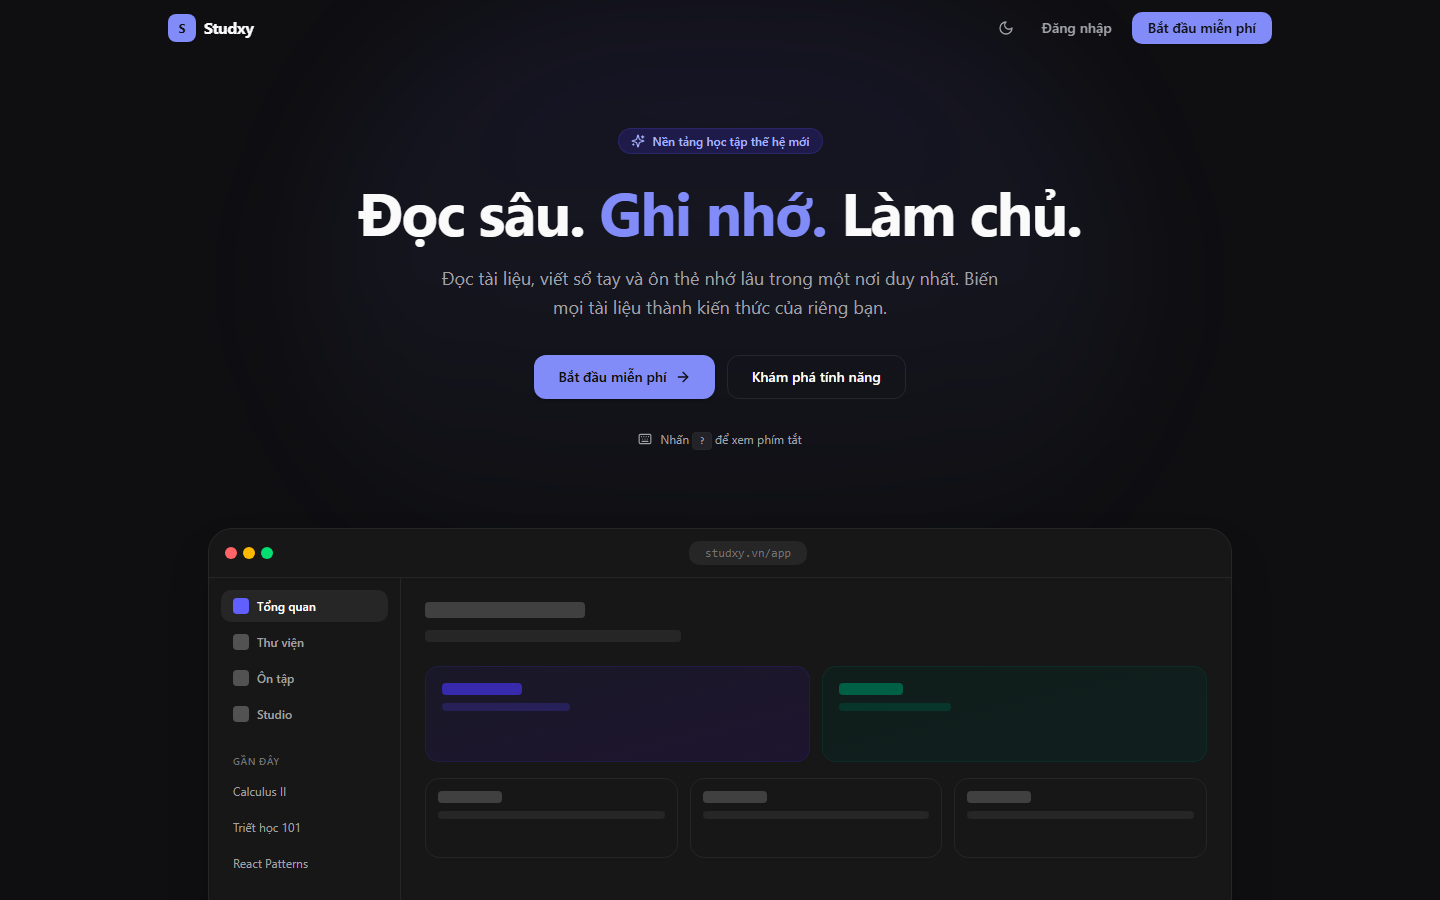 S Studxy
Đăng nhập
Bắt đầu miễn phí
Nền tảng học tập thế hệ mới
Đọc sâu. Ghi nhớ. Làm chủ.
Đọc tài liệu, viết sổ tay và ôn thẻ nhớ lâu trong một nơi duy nhất. Biến
mọi tài liệu thành kiến thức của riêng bạn.
Bắt đầu miễn phí →
Khám phá tính năng
Nhấn ? để xem phím tắt
studxy.vn/app
Tổng quan
Thư viện
Ôn tập
Studio
GẦN ĐÂY
Calculus II
Triết học 101
React Patterns